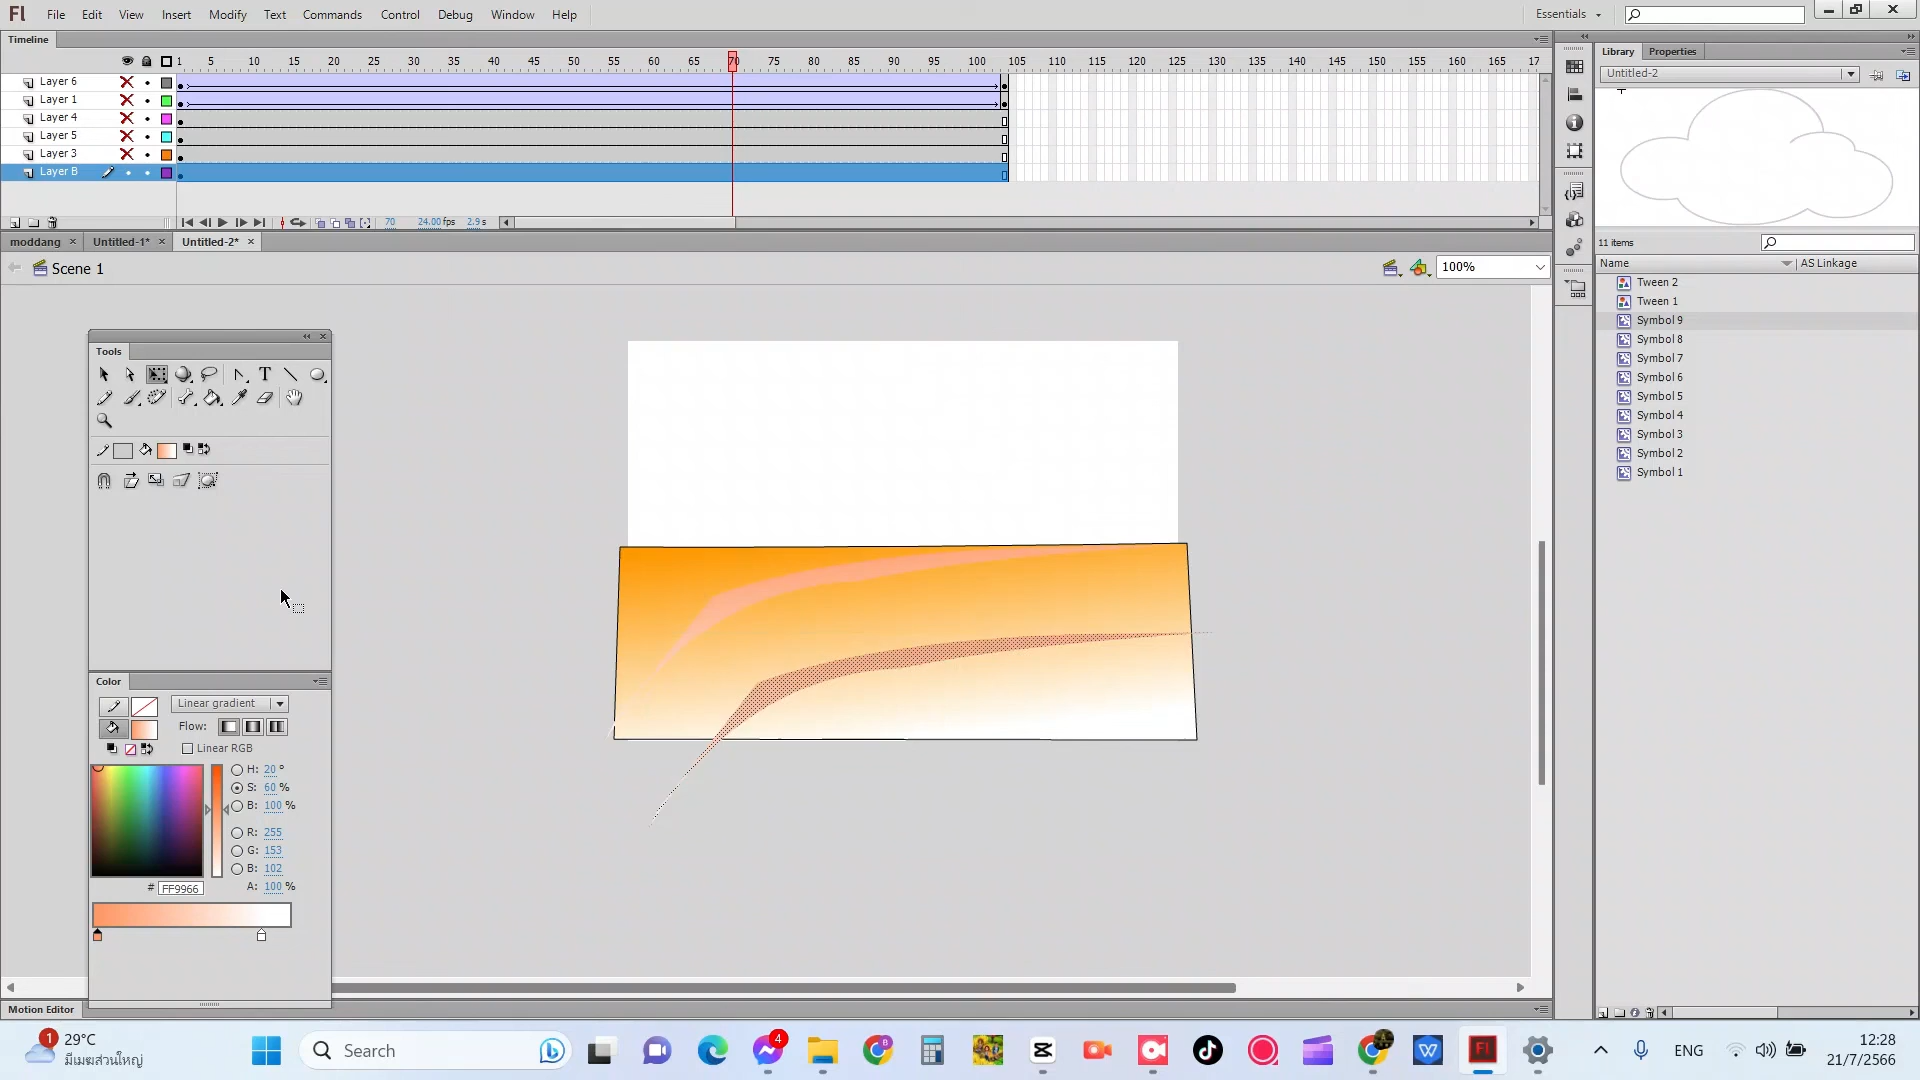 Fl File Edit View Insert Modify Text Commands Control Debug Window Help Essentials
Timeline
1 5 10 15 20 25 30 35 40 45 50 55 60 65 70 75 80 85 90 95 100 105 110 115 120 125 130 135 140 145 150 155 160 165 17
Layer 6
Layer 1
Layer 4
Layer 5
Layer 3
Layer B
70 24.00 fps 2.9 s
moddang Untitled-1* Untitled-2*
Scene 1
100%
Tools
T
Color
Linear gradient
Flow:
Linear RGB
H: 20 °
S: 60 %
B: 100 %
R: 255
G: 153
B: 102
# FF9966
A: 100 %
Motion Editor
Library Properties
Untitled-2
11 items
Name AS Linkage
Tween 2
Tween 1
Symbol 9
Symbol 8
Symbol 7
Symbol 6
Symbol 5
Symbol 4
Symbol 3
Symbol 2
Symbol 1
1 29°C
มีเมฆส่วนใหญ่
Search
4
Fl
ENG
12:28
21/7/2566